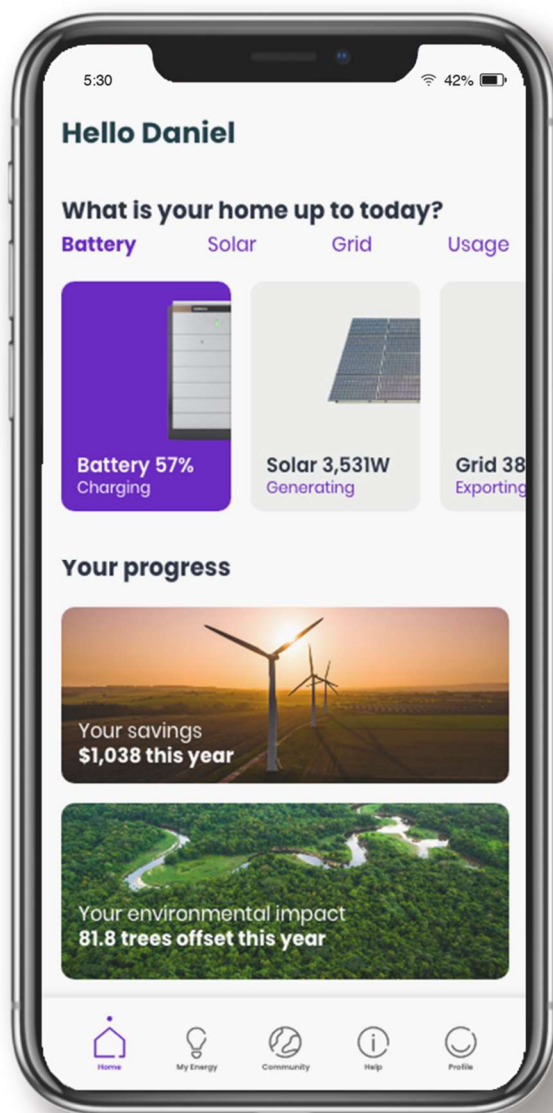 5:30
42%
Hello Daniel
What is your home up to today?
Battery Solar Grid Usage
Battery 57%
Charging
Solar 3,531W
Generating
Grid 38
Exporting
Your progress
Your savings
$1,038 this year
Your environmental impact
81.8 trees offset this year
Home My Energy Community Help Profile